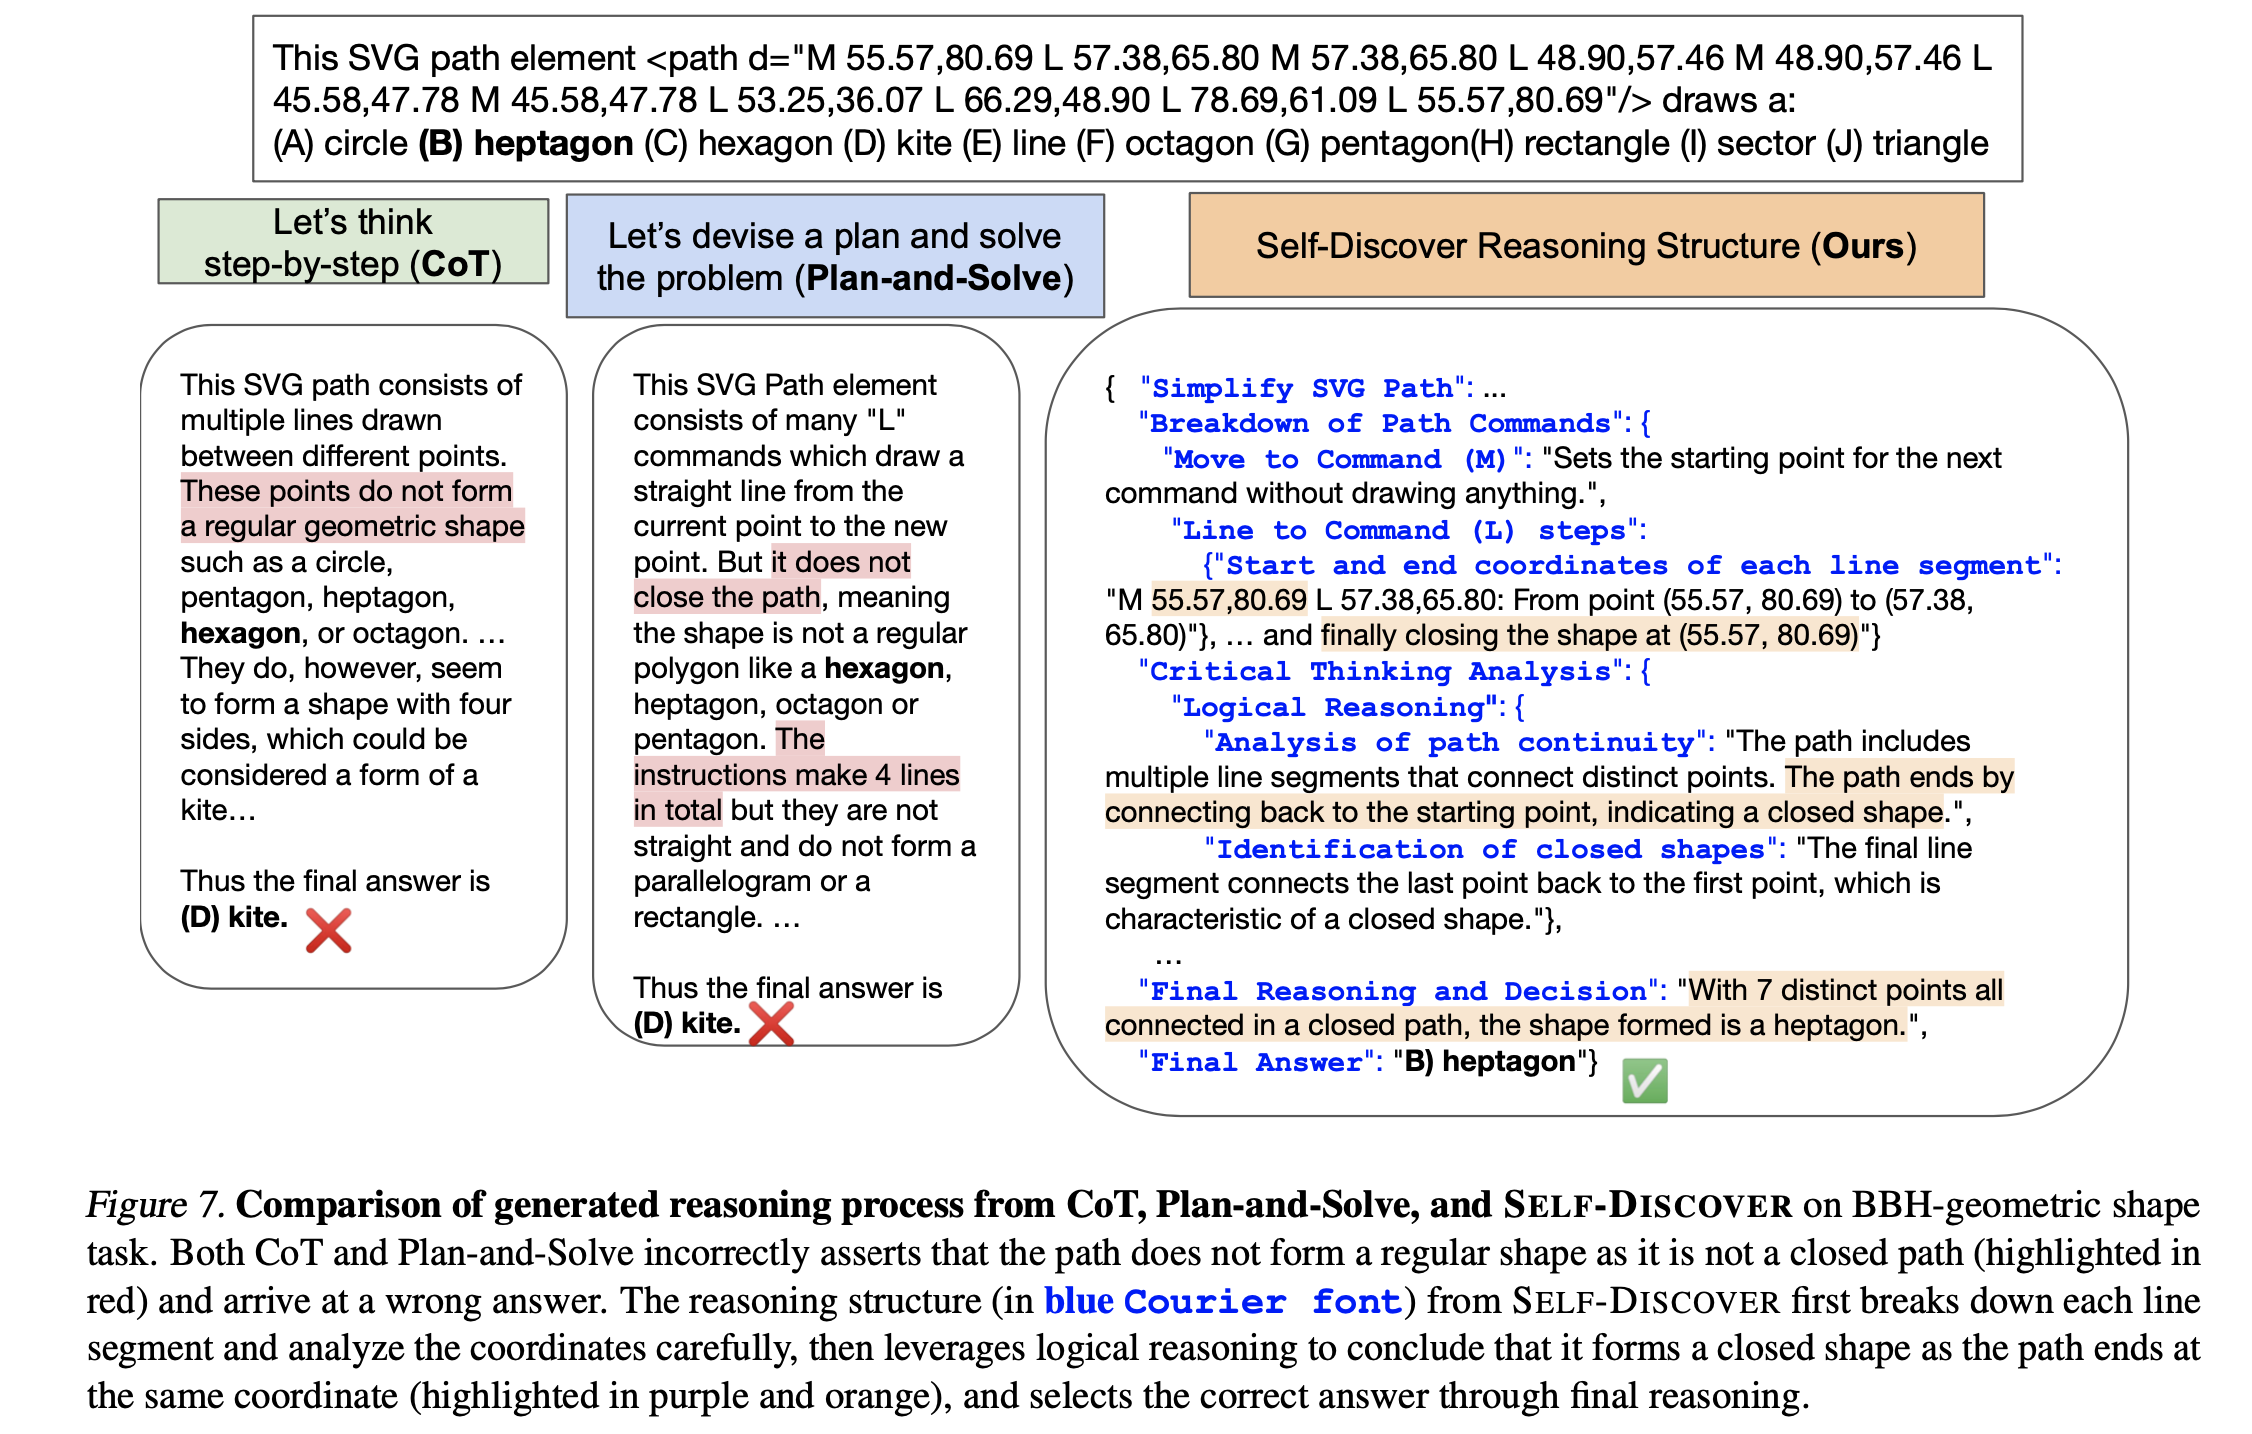 This SVG path element <path d="M 55.57,80.69 L 57.38,65.80 M 57.38,65.80 L 48.90,57.46 M 48.90,57.46 L
45.58,47.78 M 45.58,47.78 L 53.25,36.07 L 66.29,48.90 L 78.69,61.09 L 55.57,80.69"/> draws a:
(A) circle (B) heptagon (C) hexagon (D) kite (E) line (F) octagon (G) pentagon(H) rectangle (I) sector (J) triangle
Let's think
step-by-step (CoT)
This SVG path consists of
multiple lines drawn
between different points.
These points do not form
a regular geometric shape
such as a circle,
pentagon, heptagon,
hexagon, or octagon. ...
They do, however, seem
to form a shape with four
sides, which could be
considered a form of a
kite...
Thus the final answer is
(D) kite. ❌
Let's devise a plan and solve
the problem (Plan-and-Solve)
This SVG Path element
consists of many "L"
commands which draw a
straight line from the
current point to the new
point. But it does not
close the path, meaning
the shape is not a regular
polygon like a hexagon,
heptagon, octagon or
pentagon. The
instructions make 4 lines
in total but they are not
straight and do not form a
parallelogram or a
rectangle. ...
Thus the final answer is
(D) kite. ❌
Self-Discover Reasoning Structure (Ours)
{ "Simplify SVG Path": ...
"Breakdown of Path Commands": {
"Move to Command (M)": "Sets the starting point for the next
command without drawing anything.",
"Line to Command (L) steps":
{"Start and end coordinates of each line segment":
"M 55.57,80.69 L 57.38,65.80: From point (55.57, 80.69) to (57.38,
65.80)"}, ... and finally closing the shape at (55.57, 80.69)"}
"Critical Thinking Analysis": {
"Logical Reasoning": {
"Analysis of path continuity": "The path includes
multiple line segments that connect distinct points. The path ends by
connecting back to the starting point, indicating a closed shape.",
"Identification of closed shapes": "The final line
segment connects the last point back to the first point, which is
characteristic of a closed shape."},
...
"Final Reasoning and Decision": "With 7 distinct points all
connected in a closed path, the shape formed is a heptagon.",
"Final Answer": "B) heptagon"} ✅
Figure 7. Comparison of generated reasoning process from CoT, Plan-and-Solve, and SELF-DISCOVER on BBH-geometric shape
task. Both CoT and Plan-and-Solve incorrectly asserts that the path does not form a regular shape as it is not a closed path (highlighted in
red) and arrive at a wrong answer. The reasoning structure (in blue Courier font) from SELF-DISCOVER first breaks down each line
segment and analyze the coordinates carefully, then leverages logical reasoning to conclude that it forms a closed shape as the path ends at
the same coordinate (highlighted in purple and orange), and selects the correct answer through final reasoning.